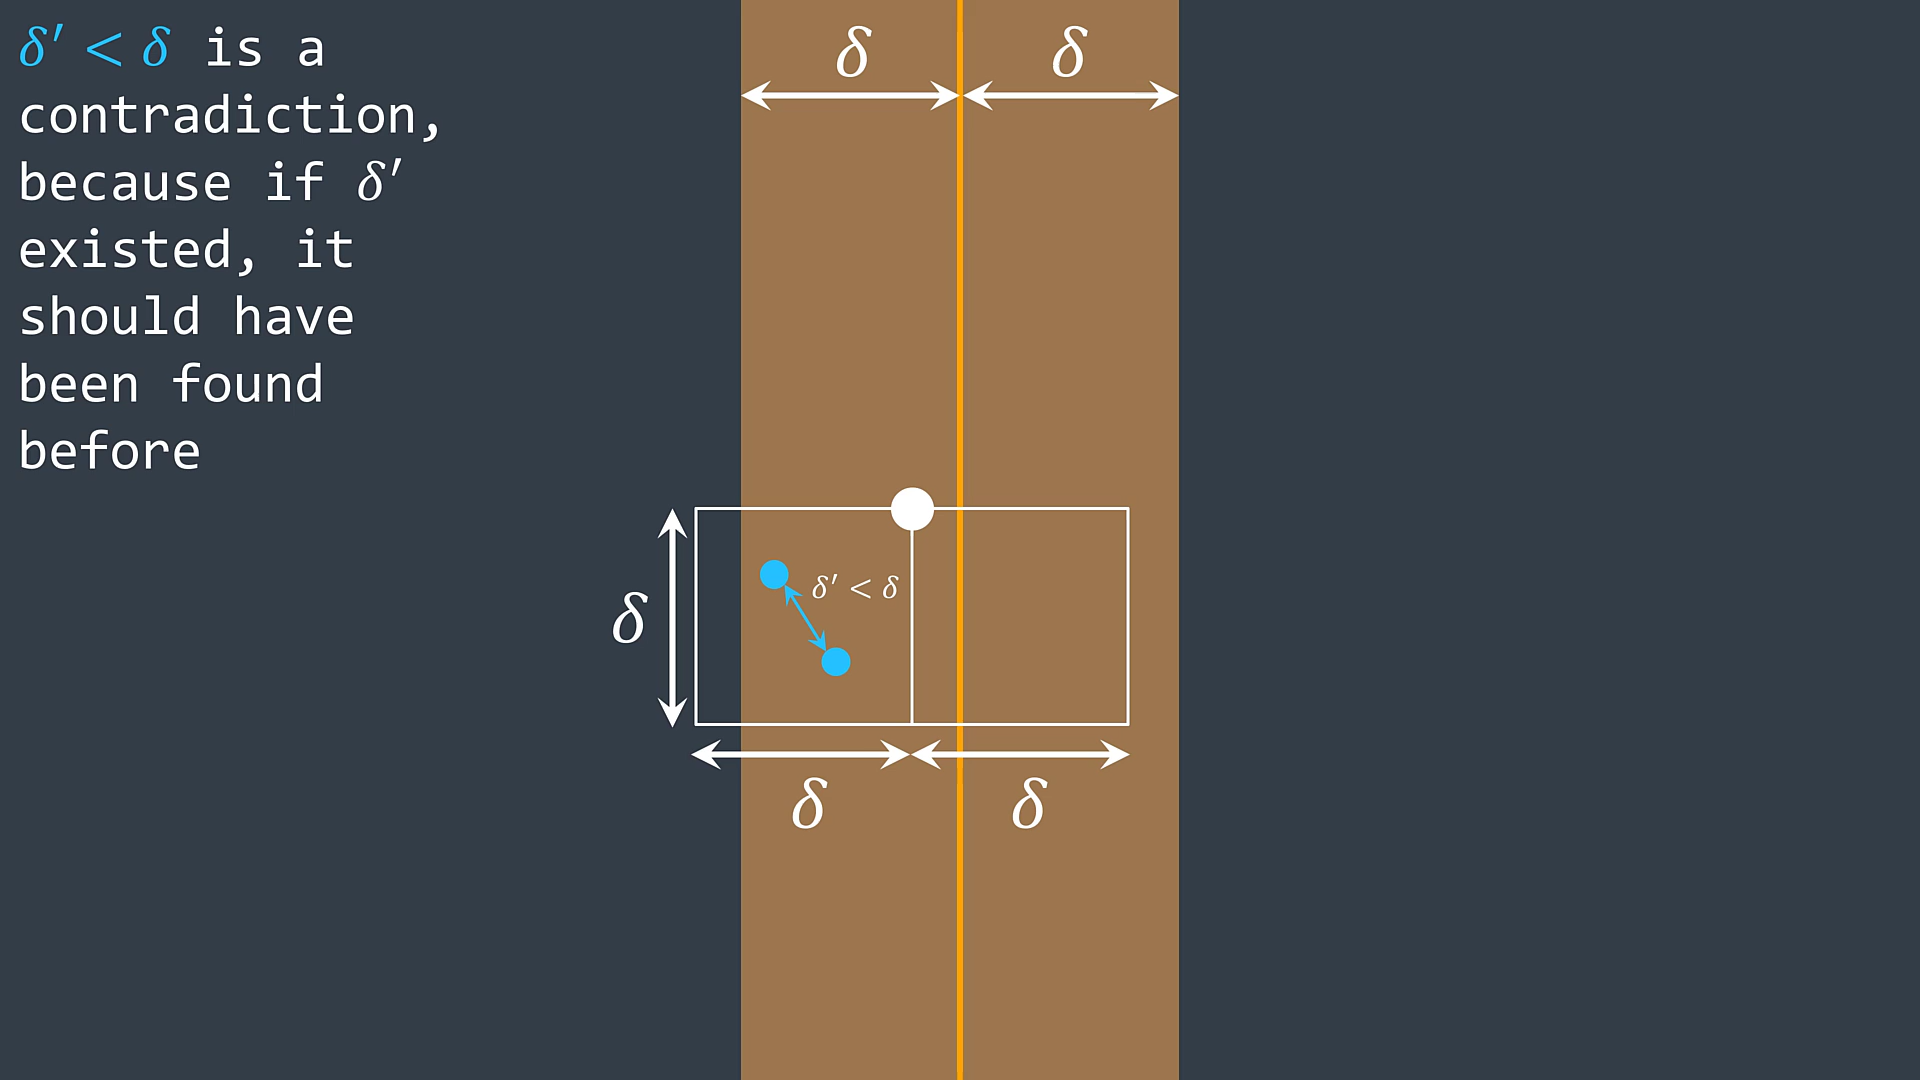 δ′ < δ is a
contradiction,
because if δ′
existed, it
should have
been found
before
δ δ
δ′ < δ
δ
δ δ